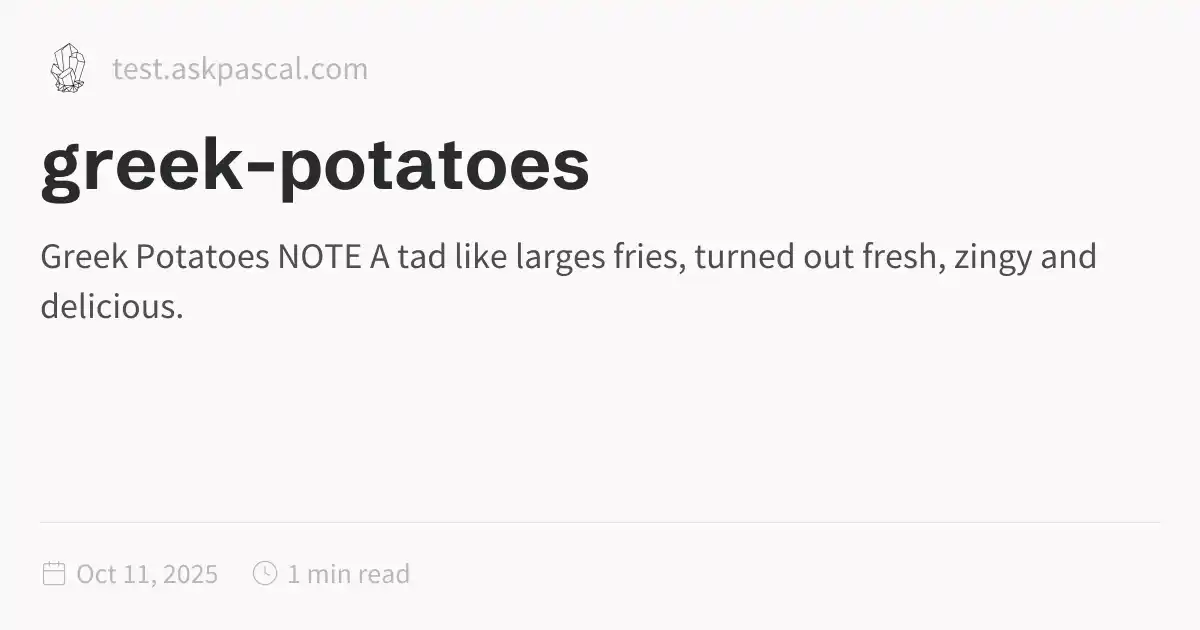 test.askpascal.com
greek-potatoes
Greek Potatoes NOTE A tad like larges fries, turned out fresh, zingy and
delicious.
Oct 11, 2025 1 min read